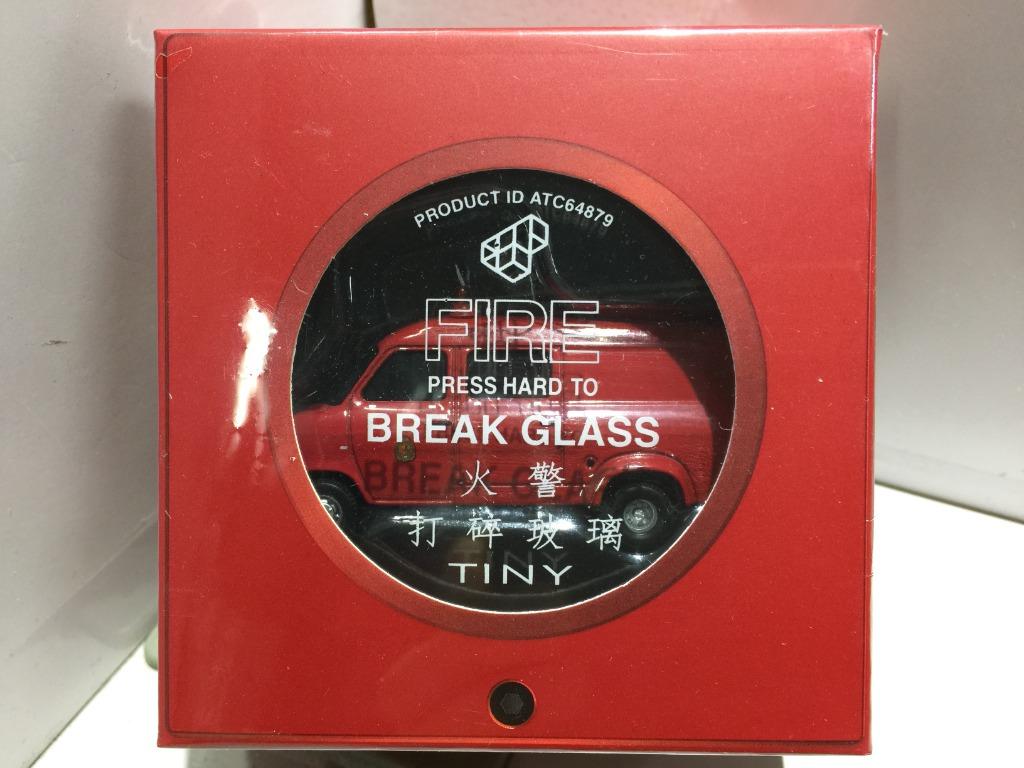 PRODUCT ID ATC64879
FIRE
PRESS HARD TO
BREAK GLASS
火警
打碎玻璃
TINY